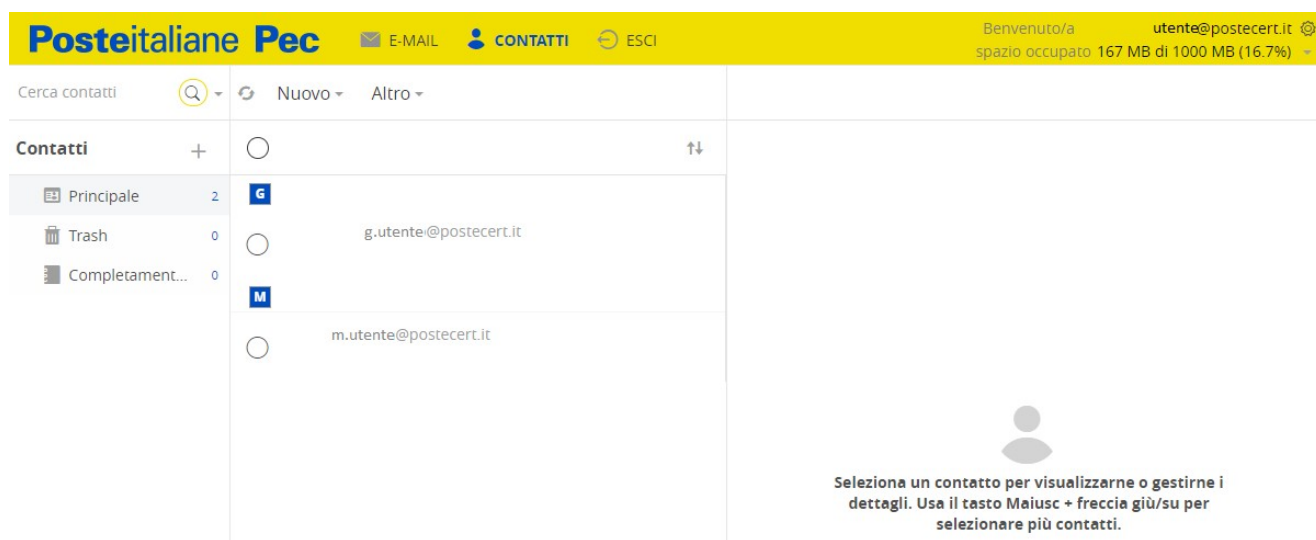 Posteitaliane Pec E-MAIL CONTATTI ESCI
Benvenuto/a utente@postecert.it
spazio occupato 167 MB di 1000 MB (16.7%)
Cerca contatti Nuovo Altro
Contatti +
Principale 2
G
Trash 0
g.utente@postecert.it
Completament... 0
M
m.utente@postecert.it
Seleziona un contatto per visualizzarne o gestirne i
dettagli. Usa il tasto Maiusc + freccia giù/su per
selezionare più contatti.